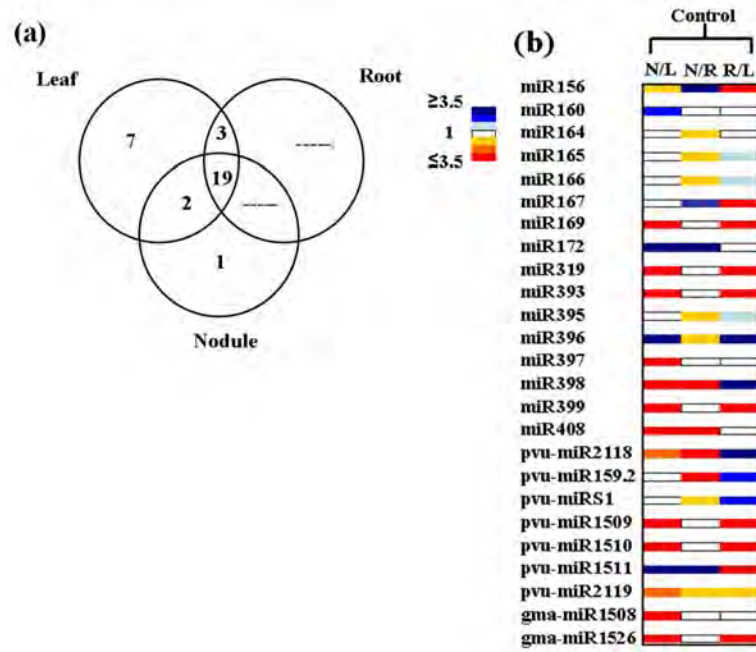 (a)
Leaf
Root
7
3
------
19
2
------
1
Nodule
≥3.5
1
≤3.5
(b)
Control
N/L N/R R/L
miR156
miR160
miR164
miR165
miR166
miR167
miR169
miR172
miR319
miR393
miR395
miR396
miR397
miR398
miR399
miR408
pvu-miR2118
pvu-miR159.2
pvu-miRS1
pvu-miR1509
pvu-miR1510
pvu-miR1511
pvu-miR2119
gma-miR1508
gma-miR1526